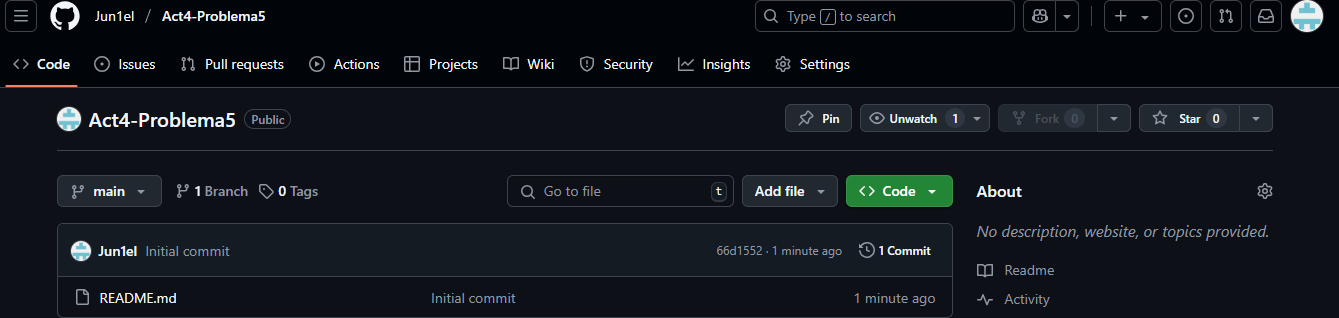 Jun1el / Act4-Problema5 Type / to search
Code Issues Pull requests Actions Projects Wiki Security Insights Settings
Act4-Problema5 Public Pin Unwatch 1 Fork 0 Star 0
main 1 Branch 0 Tags Go to file t Add file Code
About
No description, website, or topics provided.
Jun1el Initial commit 66d1552 · 1 minute ago 1 Commit
Readme
README.md Initial commit 1 minute ago
Activity